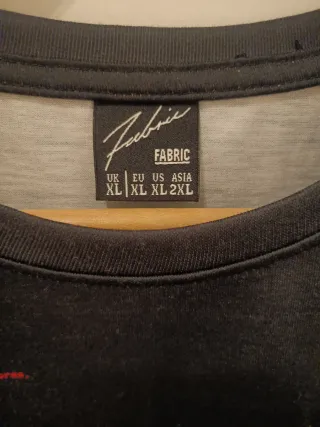 Fabric
FABRIC
UK EU US ASIA
XL XL XL 2XL